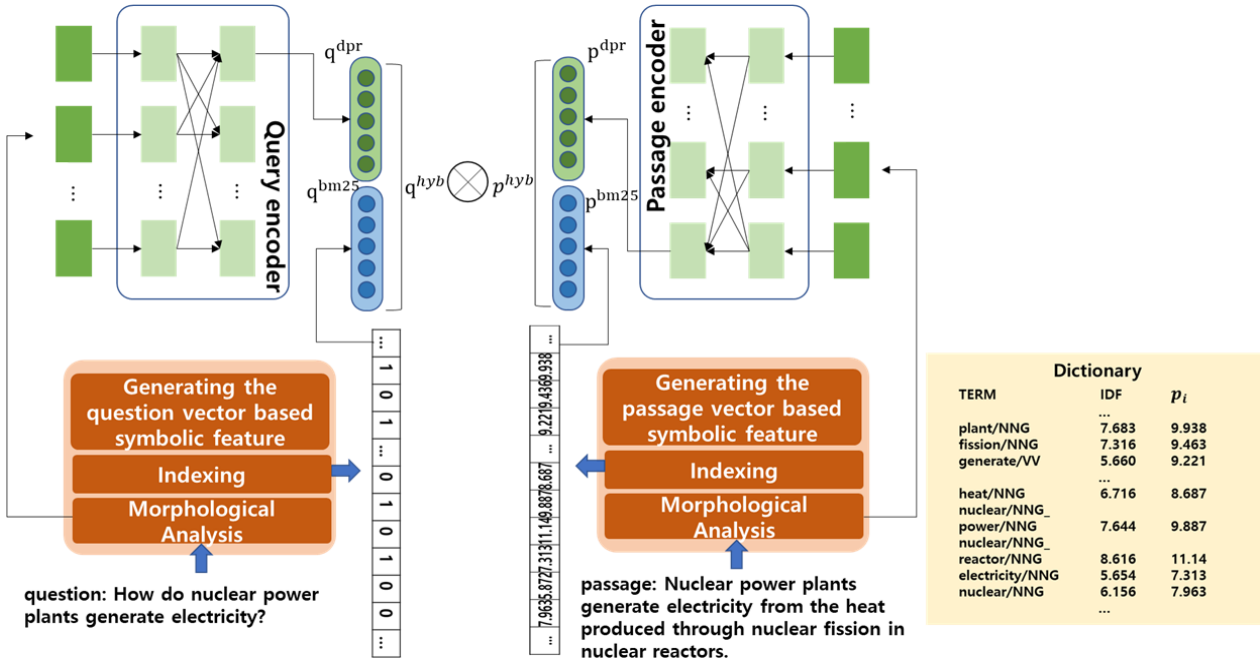 q^dpr
q^bm25
q^hyb
Query encoder
...
p^dpr
p^bm25
p^hyb
Passage encoder
...
...
...
Generating the
question vector based
symbolic feature
Indexing
Morphological
Analysis
question: How do nuclear power
plants generate electricity?
...
1
0
1
...
0
1
0
1
0
0
...
...
9.938
9.436
9.221
...
8.687
9.887
11.14
7.313
5.872
7.963
...
Generating the
passage vector based
symbolic feature
Indexing
Morphological
Analysis
passage: Nuclear power plants
generate electricity from the heat
produced through nuclear fission in
nuclear reactors.
Dictionary
TERM IDF p_i
...
plant/NNG 7.683 9.938
fission/NNG 7.316 9.463
generate/VV 5.660 9.221
...
heat/NNG 6.716 8.687
nuclear/NNG_
power/NNG 7.644 9.887
nuclear/NNG_
reactor/NNG 8.616 11.14
electricity/NNG 5.654 7.313
nuclear/NNG 6.156 7.963
...